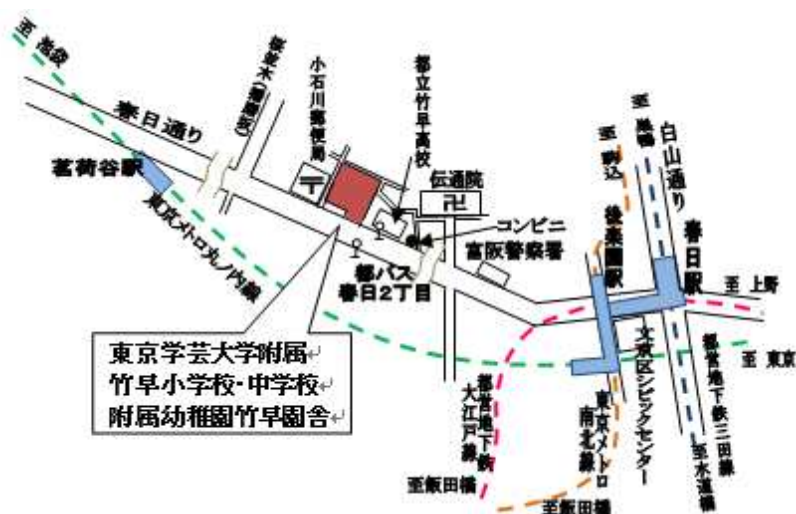 至 池袋
春日通り
茗荷谷駅
東京メトロ丸ノ内線
小石川郵便局
都立竹早高校
伝通院
コンビニ
富阪警察署
都バス
春日2丁目
東京学芸大学附属
竹早小学校・中学校
附属幼稚園竹早園舎
至 駒込
後楽園駅
至 巣鴨
白山通り
春日駅
至 上野
至 東京
文京区シビックセンター
都営地下鉄三田線
至水道橋
都営地下鉄
大江戸線
至飯田橋
東京メトロ
南北線
至飯田橋